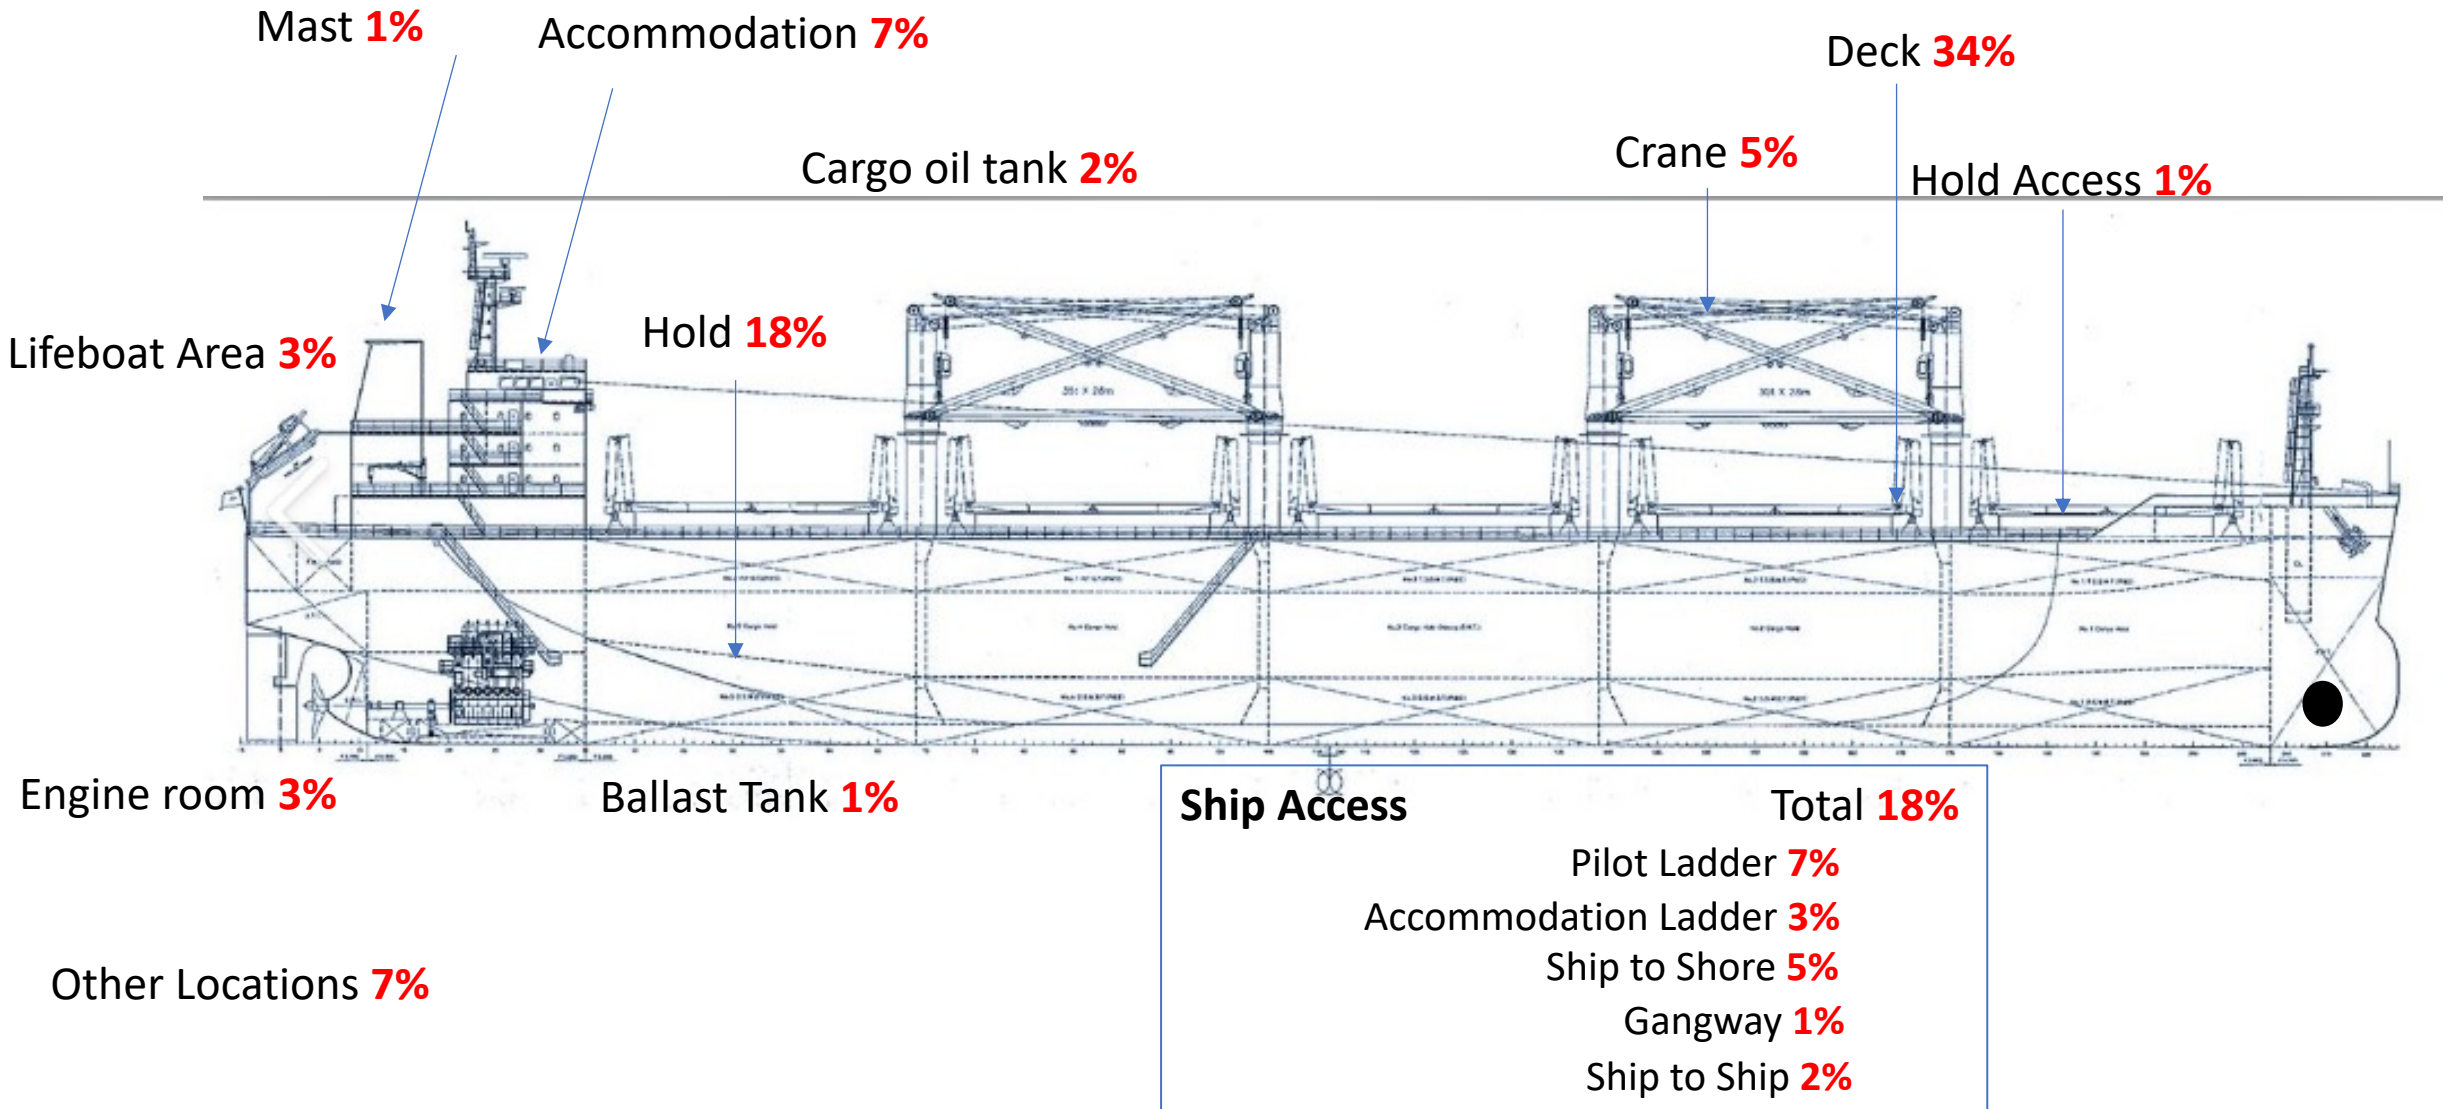 Mast 1%
Accommodation 7%
Deck 34%
Crane 5%
Cargo oil tank 2%
Hold Access 1%
Hold 18%
Lifeboat Area 3%
Engine room 3%
Ballast Tank 1%
Ship Access Total 18%
Pilot Ladder 7%
Accommodation Ladder 3%
Ship to Shore 5%
Gangway 1%
Ship to Ship 2%
Other Locations 7%